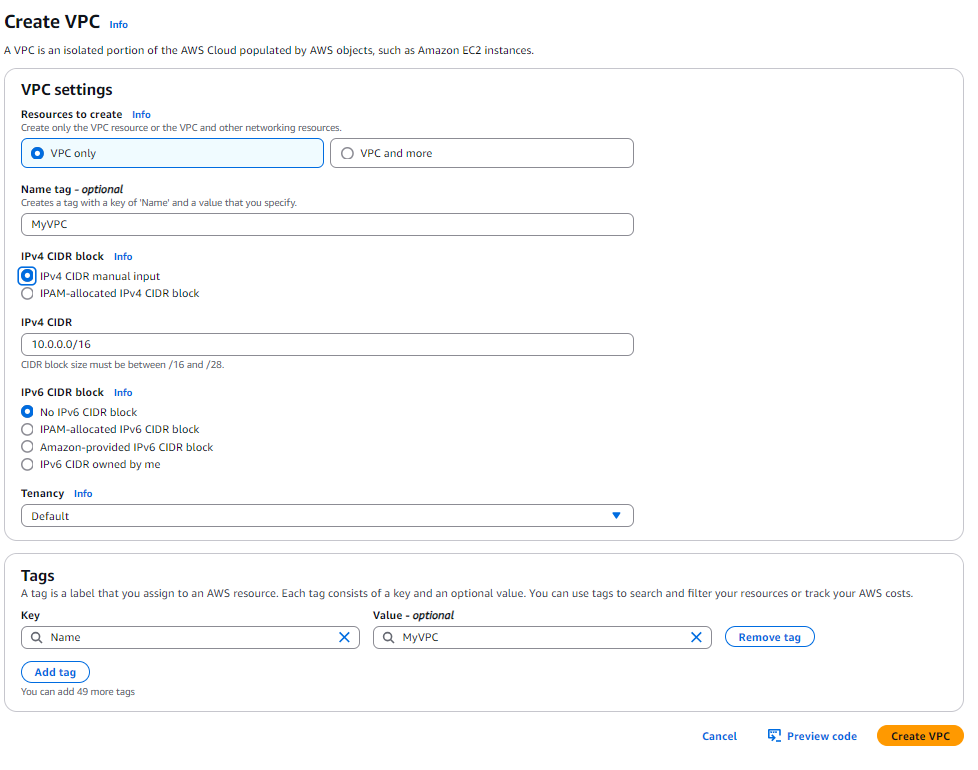 Create VPC Info
A VPC is an isolated portion of the AWS Cloud populated by AWS objects, such as Amazon EC2 instances.
VPC settings
Resources to create Info
Create only the VPC resource or the VPC and other networking resources.
VPC only VPC and more
Name tag - optional
Creates a tag with a key of 'Name' and a value that you specify.
MyVPC
IPv4 CIDR block Info
IPv4 CIDR manual input
IPAM-allocated IPv4 CIDR block
IPv4 CIDR
10.0.0.0/16
CIDR block size must be between /16 and /28.
IPv6 CIDR block Info
No IPv6 CIDR block
IPAM-allocated IPv6 CIDR block
Amazon-provided IPv6 CIDR block
IPv6 CIDR owned by me
Tenancy Info
Default
Tags
A tag is a label that you assign to an AWS resource. Each tag consists of a key and an optional value. You can use tags to search and filter your resources or track your AWS costs.
Key Value - optional
Name MyVPC Remove tag
Add tag
You can add 49 more tags
Cancel Preview code Create VPC